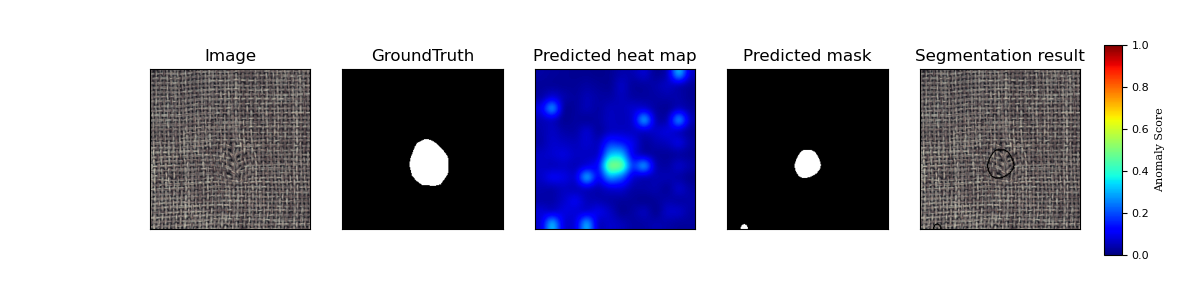 Image
GroundTruth
Predicted heat map
Predicted mask
Segmentation result
1.0
0.8
0.6
0.4
0.2
0.0
Anomaly Score